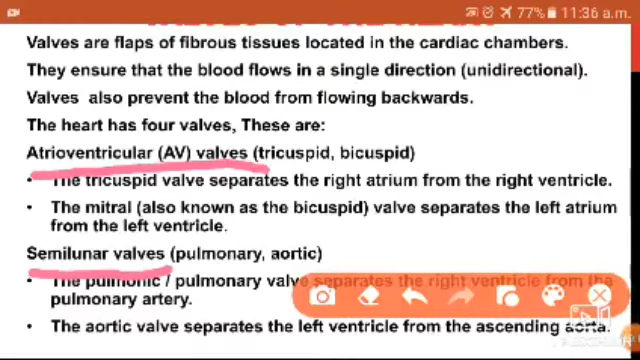 77% 11:36 a.m.
VALVES OF THE HEART
Valves are flaps of fibrous tissues located in the cardiac chambers.
They ensure that the blood flows in a single direction (unidirectional).
Valves also prevent the blood from flowing backwards.
The heart has four valves, These are:
Atrioventricular (AV) valves (tricuspid, bicuspid)
• The tricuspid valve separates the right atrium from the right ventricle.
• The mitral (also known as the bicuspid) valve separates the left atrium
from the left ventricle.
Semilunar valves (pulmonary, aortic)
• The pulmonic / pulmonary valve separates the right ventricle from the
pulmonary artery.
• The aortic valve separates the left ventricle from the ascending aorta.